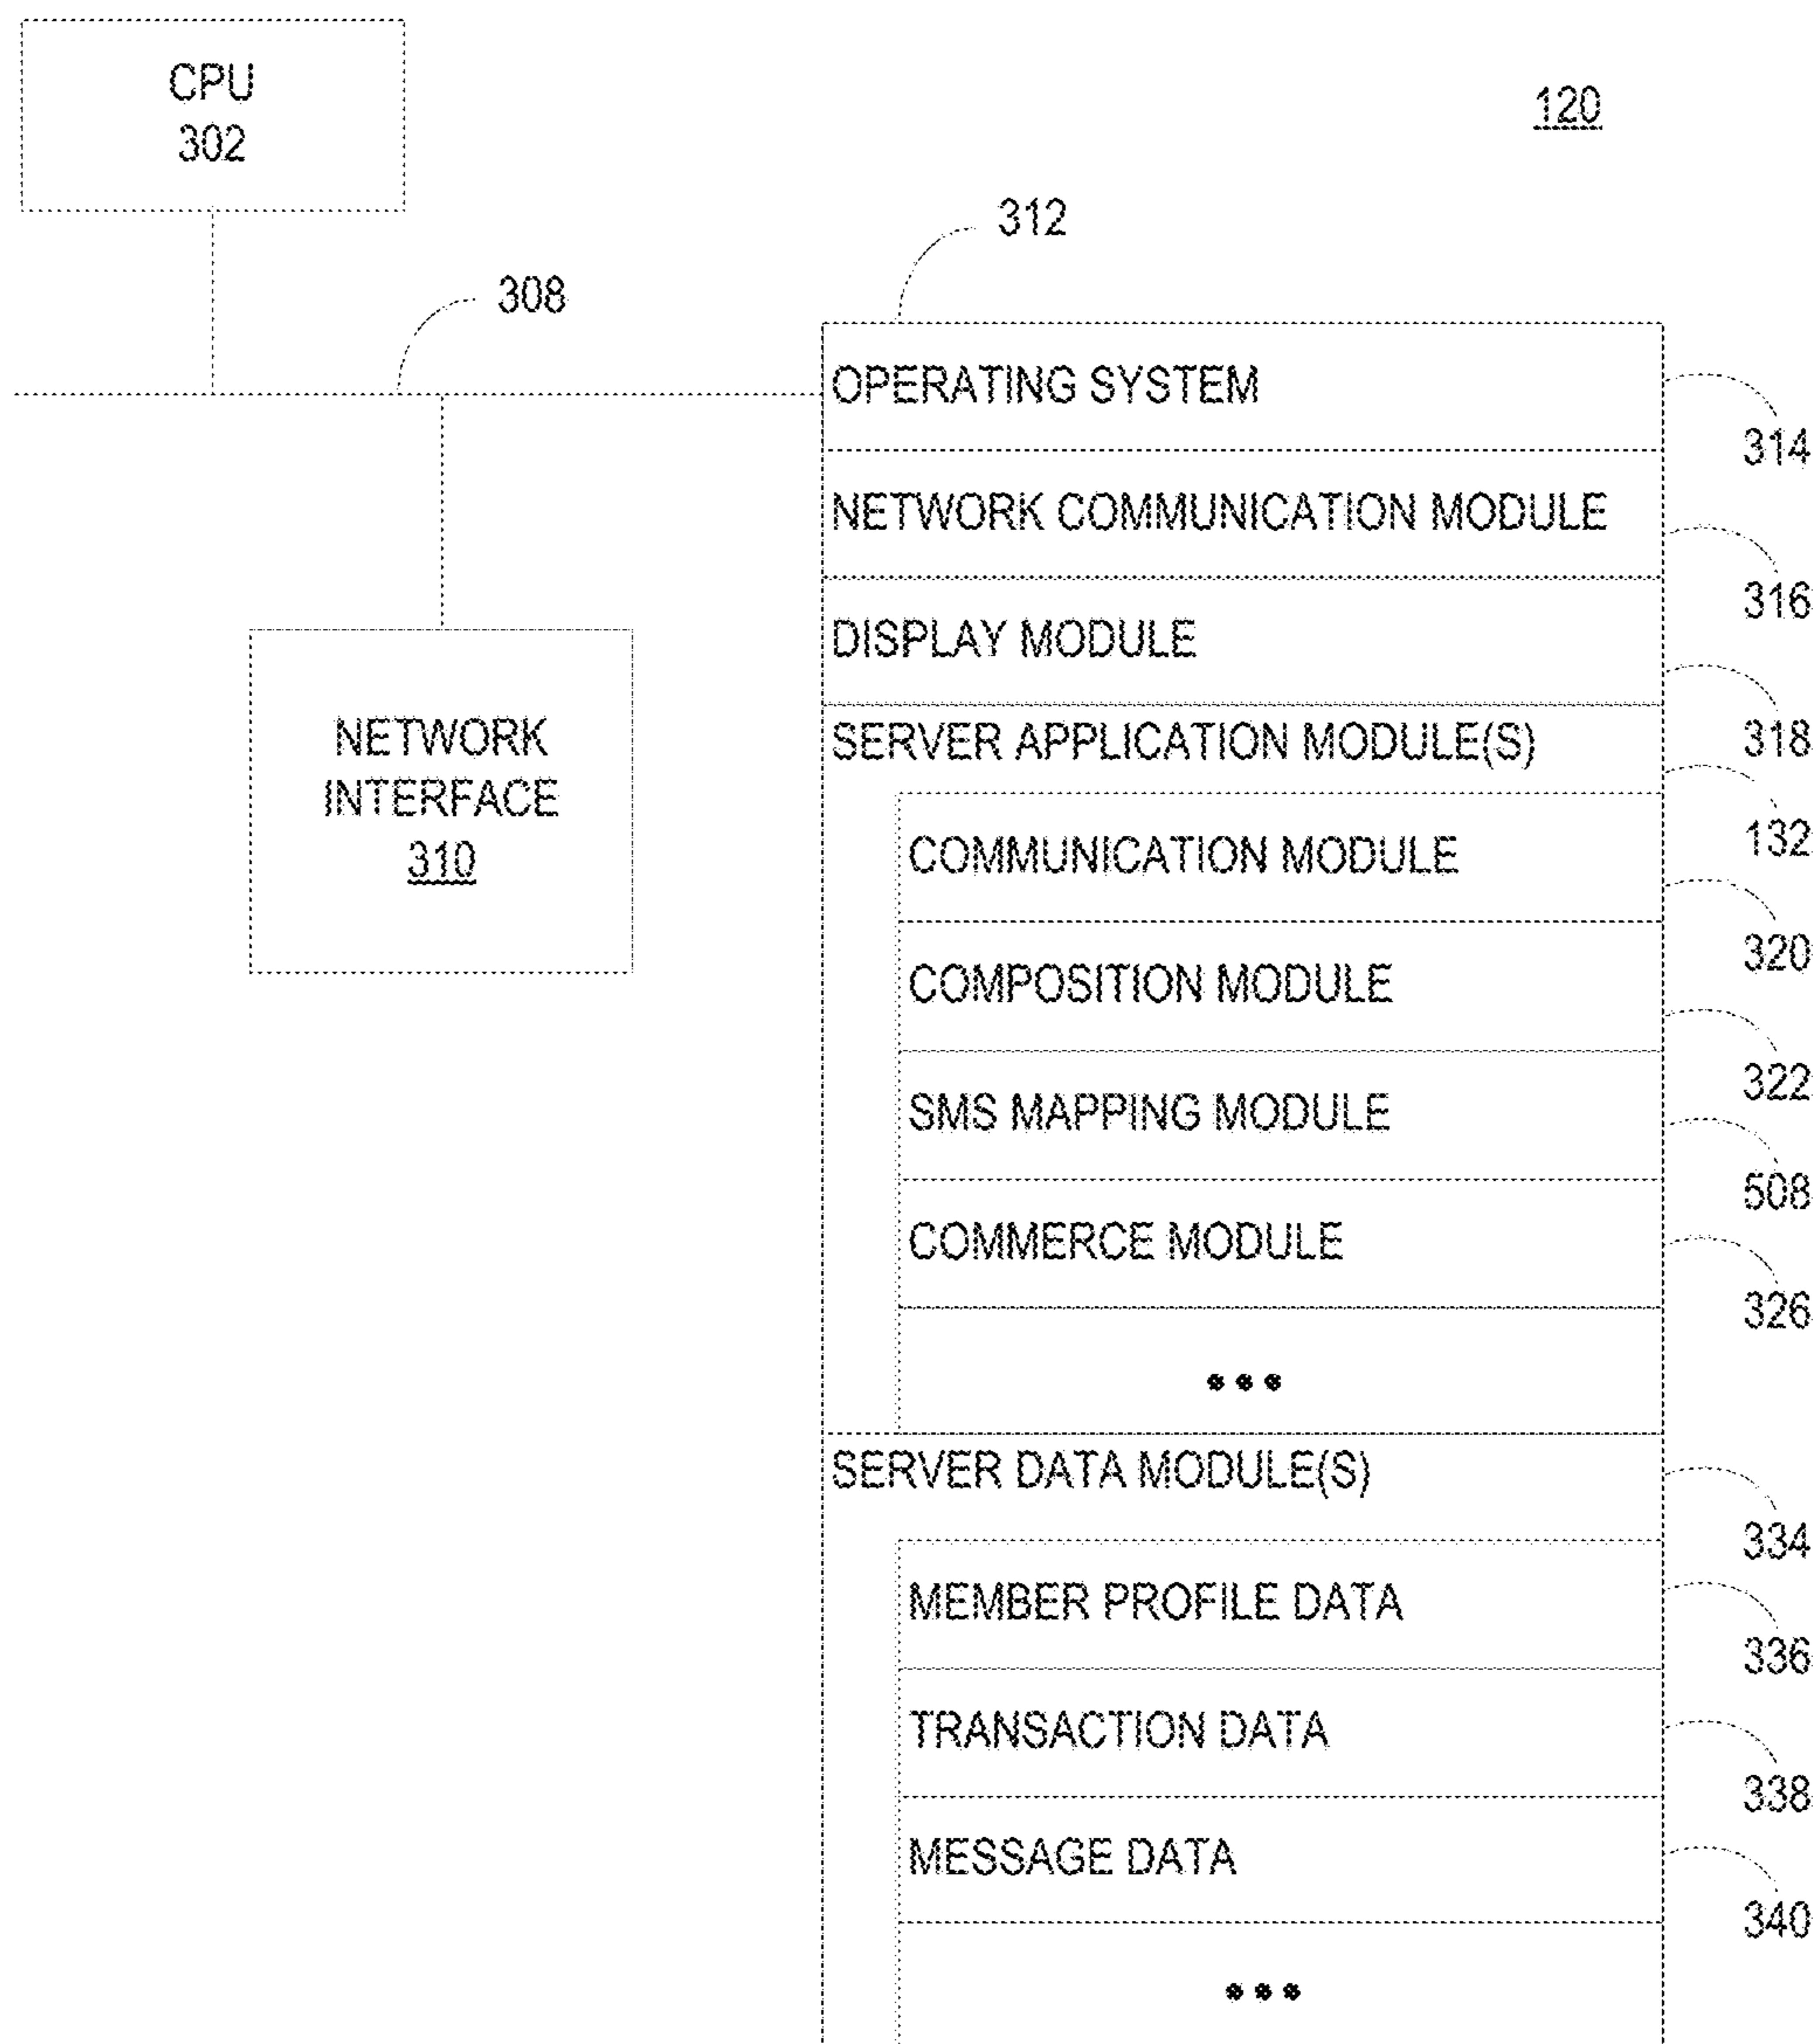 CPU
302
120
312
308
OPERATING SYSTEM
314
NETWORK COMMUNICATION MODULE
316
DISPLAY MODULE
318
NETWORK
INTERFACE
310
SERVER APPLICATION MODULE(S)
132
COMMUNICATION MODULE
320
COMPOSITION MODULE
322
SMS MAPPING MODULE
508
COMMERCE MODULE
326
•••
SERVER DATA MODULE(S)
334
MEMBER PROFILE DATA
336
TRANSACTION DATA
338
MESSAGE DATA
340
•••